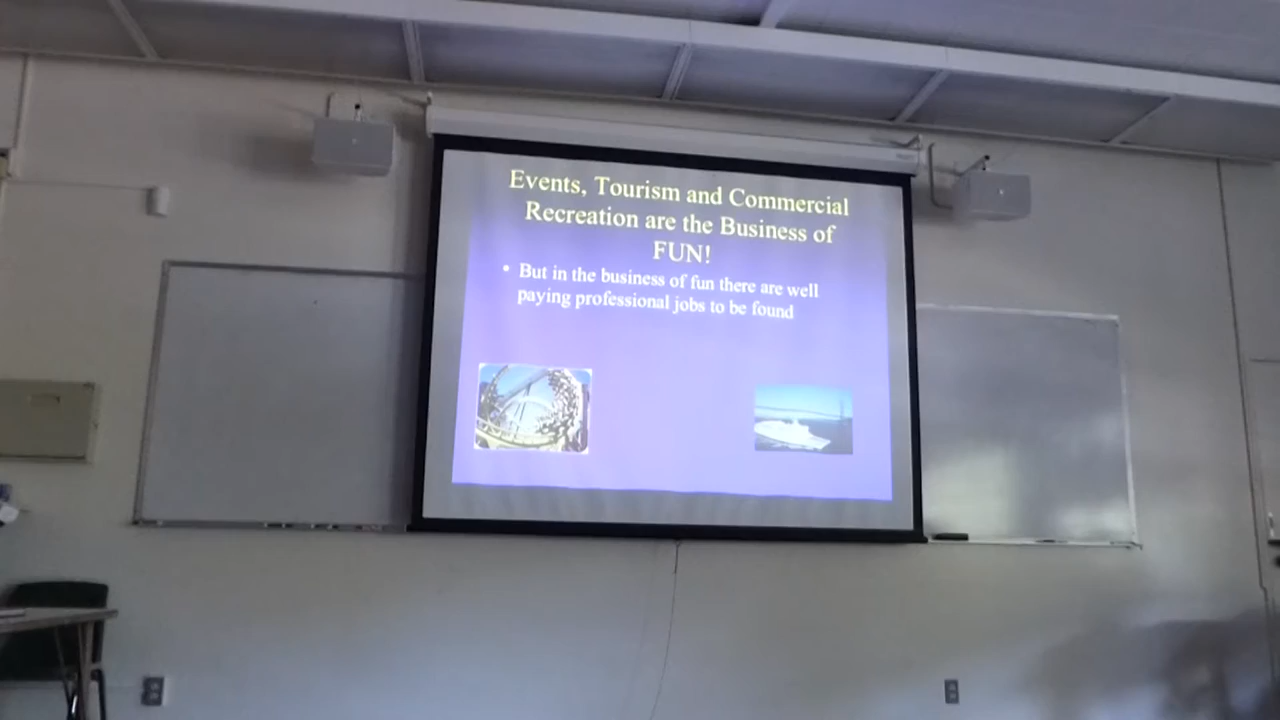 Events, Tourism and Commercial
Recreation are the Business of
FUN!
• But in the business of fun there are well
paying professional jobs to be found